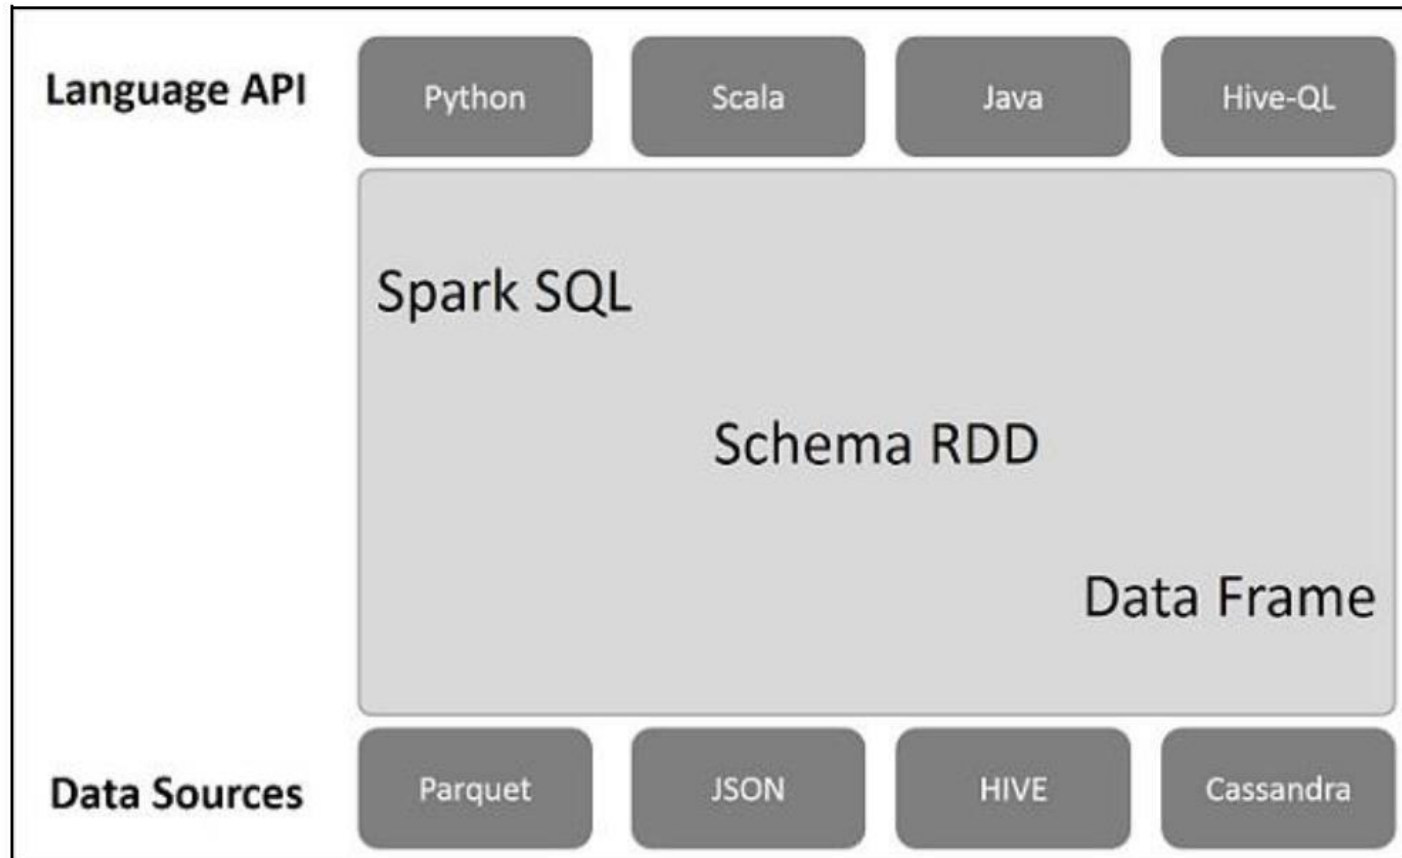 Language API
Python
Scala
Java
Hive-QL
Spark SQL
Schema RDD
Data Frame
Data Sources
Parquet
JSON
HIVE
Cassandra